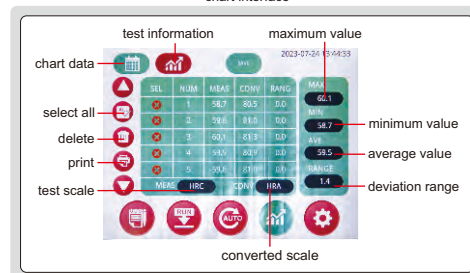 chart interface
test information
maximum value
chart data
2023-07-24 13:44:33
SAVE
SEL NUM MEAS CONV RANG
MAX
1 58.7 80.5 0.0
60.1
select all
2 59.6 81.0 0.0
MIN
58.7
minimum value
delete
3 60.1 81.3 0.0
AVE
print
4 59.5 80.9 0.0
59.5
average value
5 59.8 81.0 0.0
RANGE
test scale
MEAS HRC CONV HRA
1.4
deviation range
RUN
AUTO
converted scale